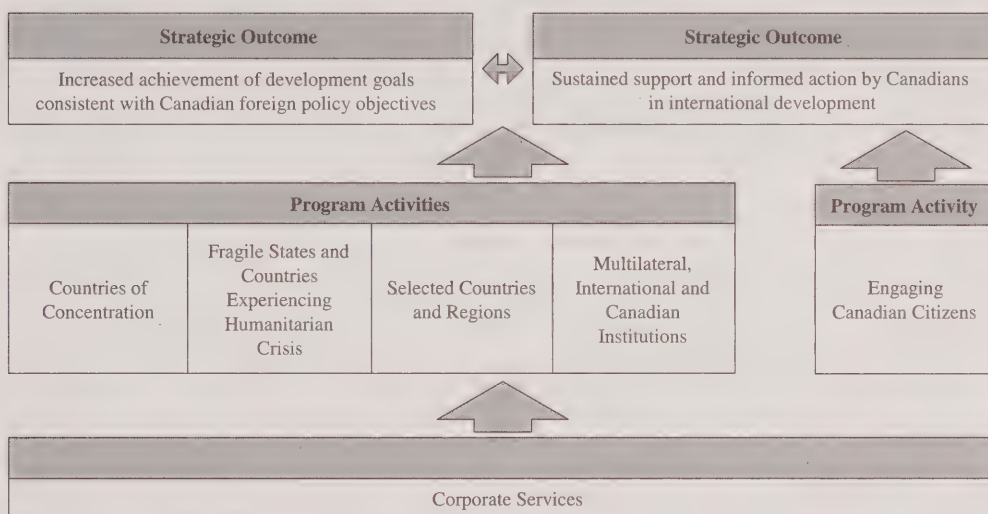 Strategic Outcome
Increased achievement of development goals
consistent with Canadian foreign policy objectives
Strategic Outcome
Sustained support and informed action by Canadians
in international development
Program Activities
Countries of
Concentration
Fragile States and
Countries
Experiencing
Humanitarian
Crisis
Selected Countries
and Regions
Multilateral,
International and
Canadian
Institutions
Program Activity
Engaging
Canadian Citizens
Corporate Services